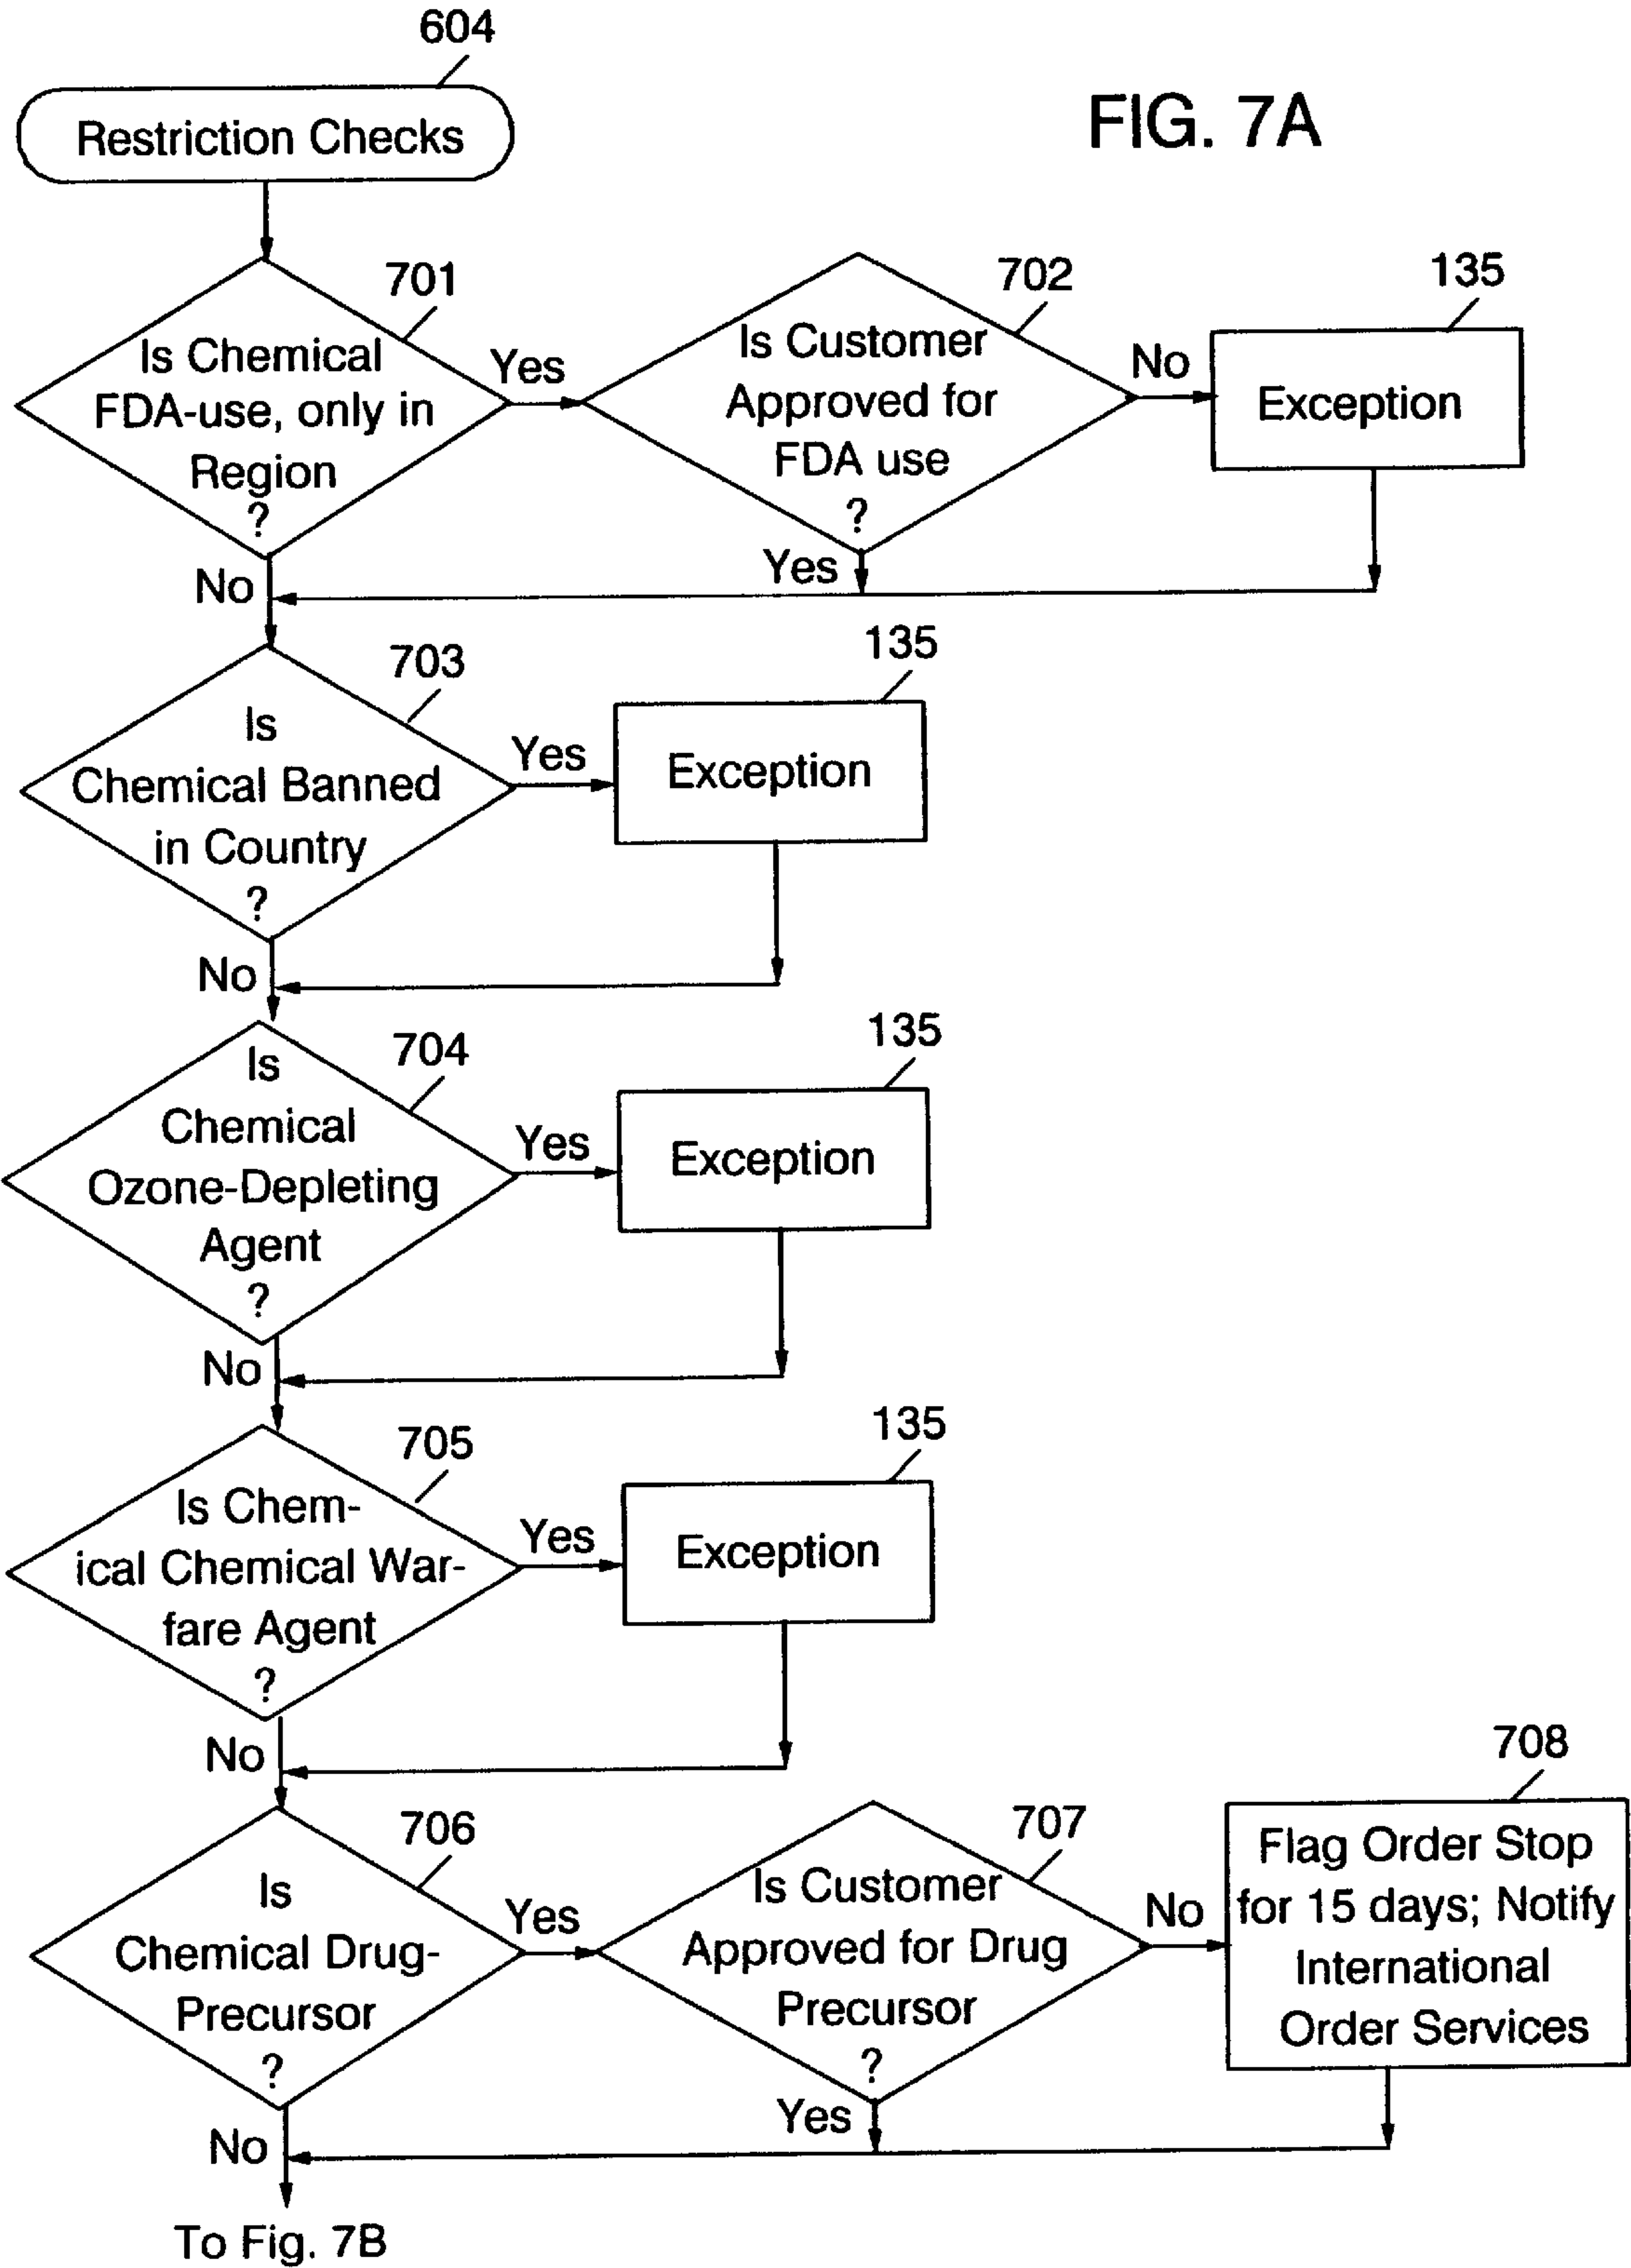 604
Restriction Checks
FIG. 7A
701
Is Chemical
FDA-use, only in
Region
?
Yes
No
702
Is Customer
Approved for
FDA use
?
No
Yes
135
Exception
703
Is
Chemical Banned
in Country
?
Yes
No
135
Exception
704
Is
Chemical
Ozone-Depleting
Agent
?
Yes
No
135
Exception
705
Is Chem-
ical Chemical War-
fare Agent
?
Yes
No
135
Exception
706
Is
Chemical Drug-
Precursor
?
Yes
No
707
Is Customer
Approved for Drug
Precursor
?
No
Yes
708
Flag Order Stop
for 15 days; Notify
International
Order Services
To Fig. 7B